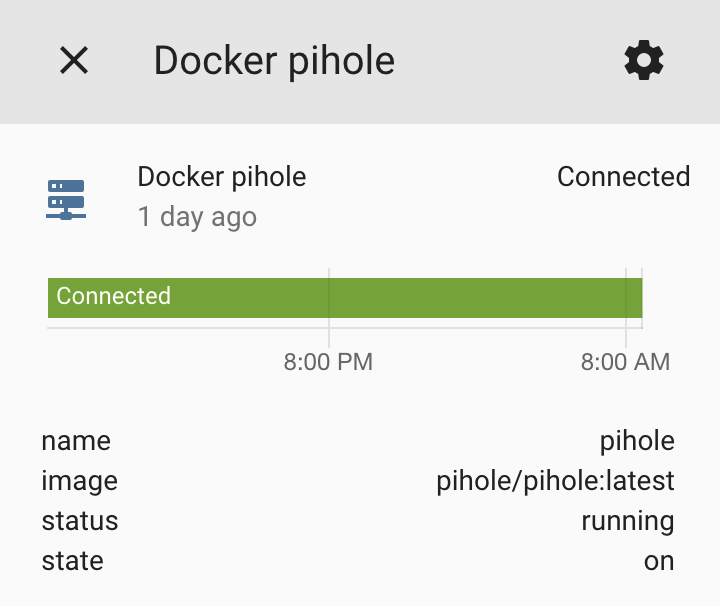 Docker pihole
Docker pihole Connected
1 day ago
Connected
8:00 PM 8:00 AM
name pihole
image pihole/pihole:latest
status running
state on